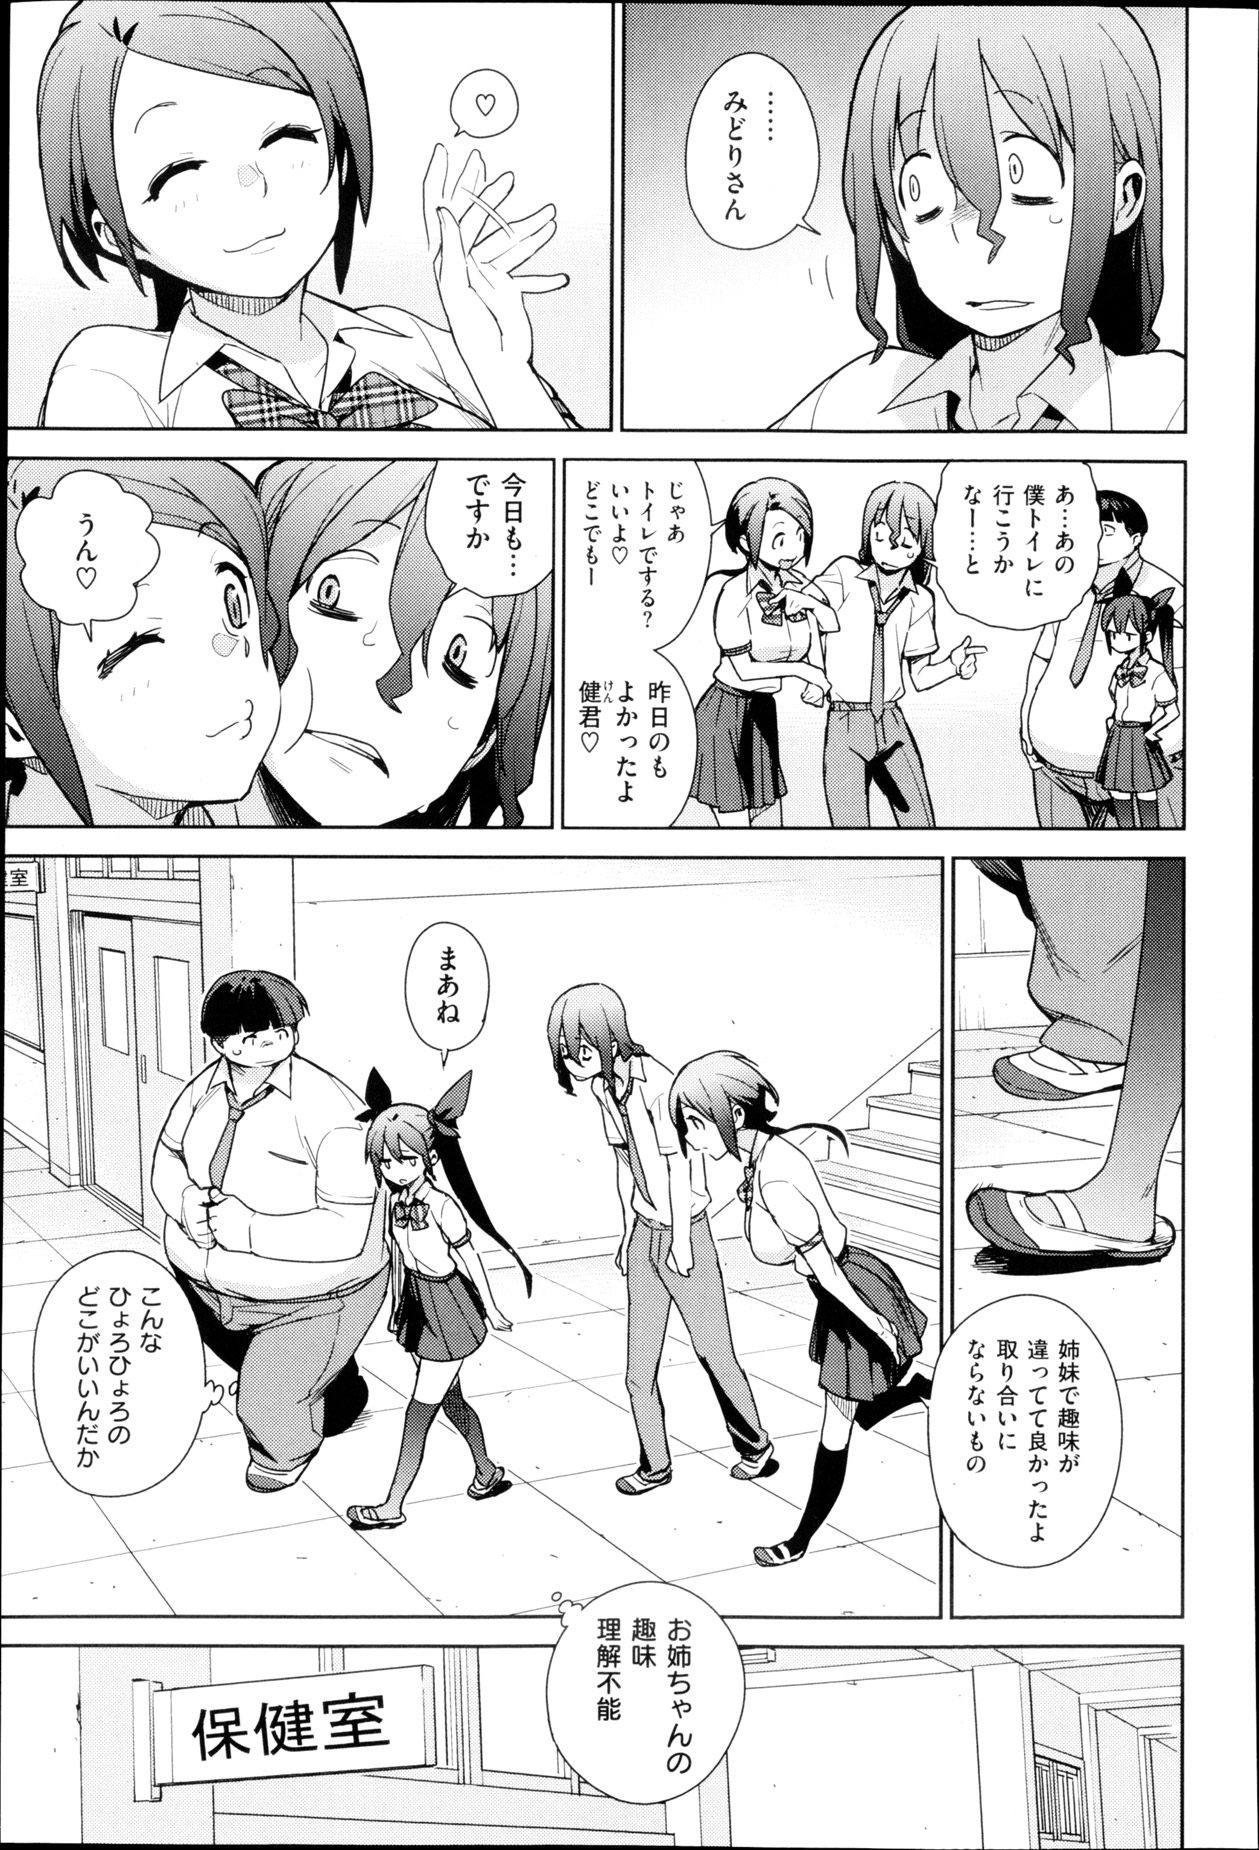 ……
みどりさん
♡
あ…あの
僕トイレに
行こうか
なー……と
じゃあ
トイレでする？
いいよ♡
どこでもー
昨日のも
よかったよ
健君♡
けん
今日も…
ですか
うん♡
姉妹で趣味が
違ってて良かったよ
取り合いに
ならないもの
まあね
室
こんな
ひょろひょろの
どこがいいんだか
お姉ちゃんの
趣味
理解不能
保健室